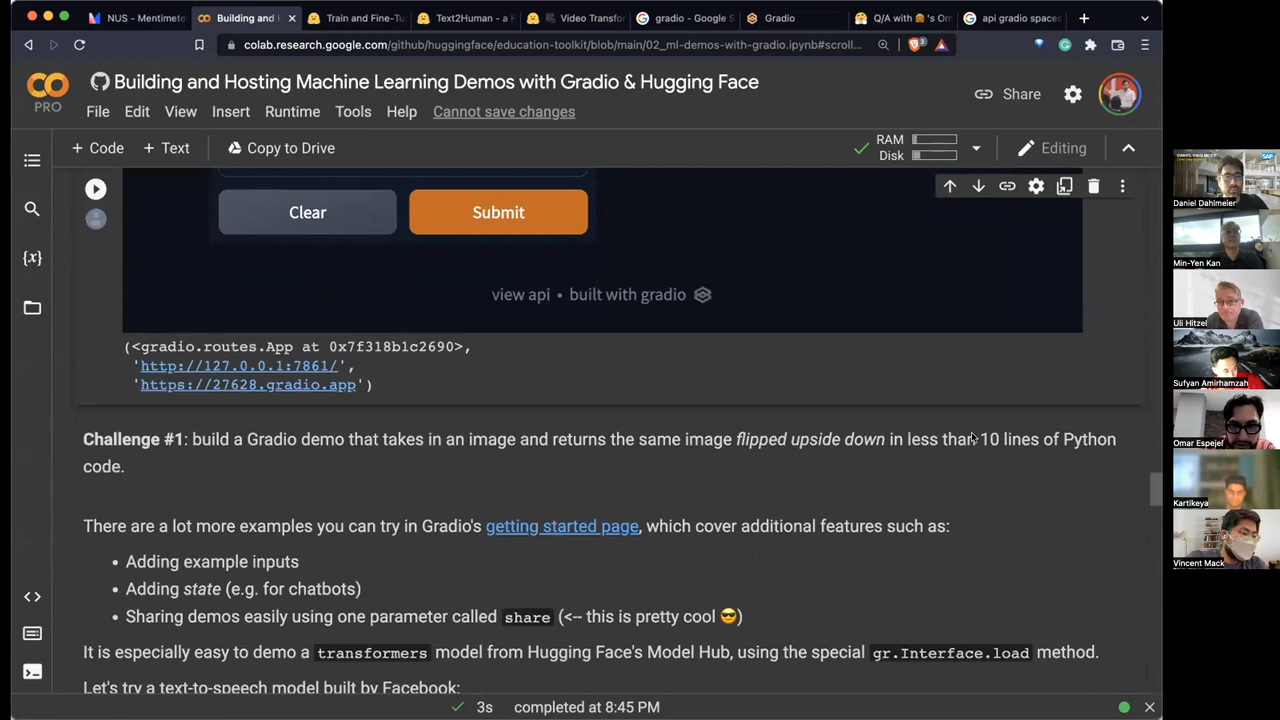 NUS - Mentimete
Building and
Train and Fine-Tu
Text2Human - a H
Video Transfo
gradio - Google S
Gradio
Q/A with 🤗's Om
api gradio spaces
colab.research.google.com/github/huggingface/education-toolkit/blob/main/02_ml-demos-with-gradio.ipynb#scroll...
Building and Hosting Machine Learning Demos with Gradio & Hugging Face
PRO
File Edit View Insert Runtime Tools Help Cannot save changes
Share
+ Code + Text Copy to Drive
RAM
Disk
Editing
Clear
Submit
view api • built with gradio
(<gradio.routes.App at 0x7f318b1c2690>,
'http://127.0.0.1:7861/',
'https://27628.gradio.app')
Challenge #1: build a Gradio demo that takes in an image and returns the same image flipped upside down in less than 10 lines of Python
code.
There are a lot more examples you can try in Gradio's getting started page, which cover additional features such as:
• Adding example inputs
• Adding state (e.g. for chatbots)
• Sharing demos easily using one parameter called share (<-- this is pretty cool 😎)
It is especially easy to demo a transformers model from Hugging Face's Model Hub, using the special gr.Interface.load method.
Let's try a text-to-speech model built by Facebook:
3s completed at 8:45 PM
DANIEL DAHLMEIER
SAP
Daniel Dahlmeier
Min-Yen Kan
Uli Hitzel
Sufyan Amirhamzah
Omar Espejel
Kartikeya
Vincent Mack